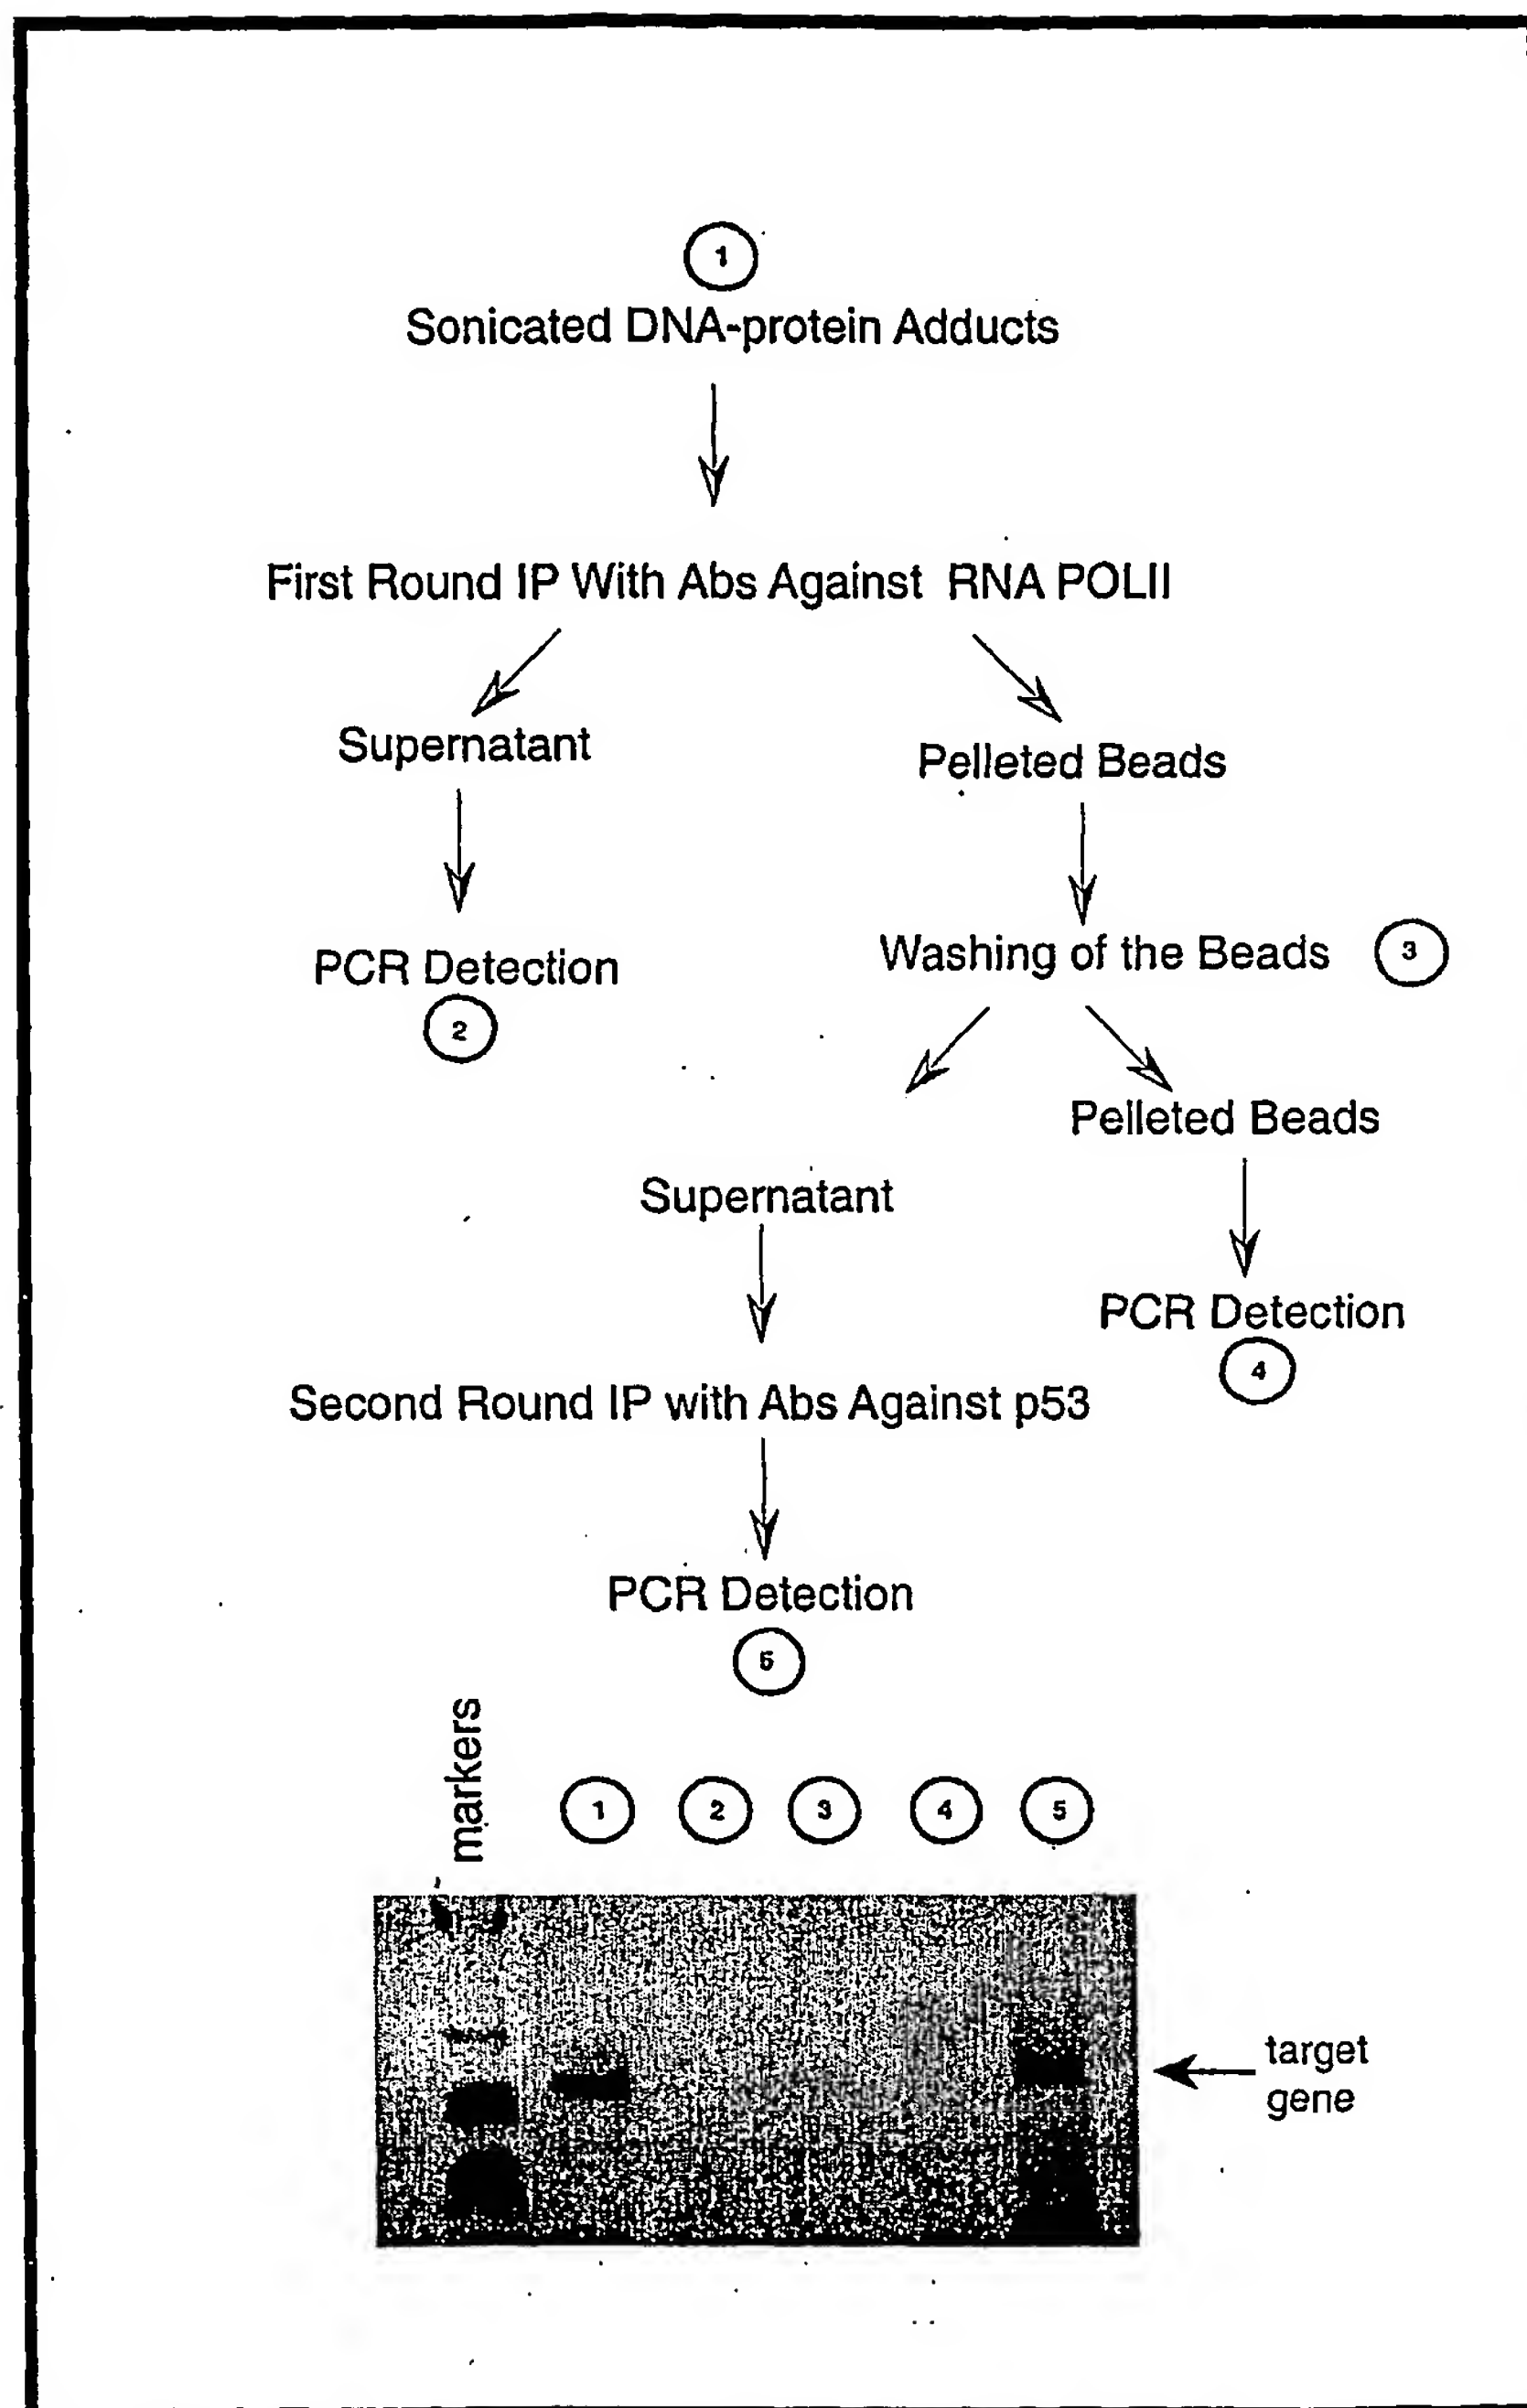 1
Sonicated DNA-protein Adducts
First Round IP With Abs Against RNA POLII
Supernatant
Pelleted Beads
Washing of the Beads 3
PCR Detection
2
Pelleted Beads
Supernatant
PCR Detection
4
Second Round IP with Abs Against p53
PCR Detection
5
markers
1 2 3 4 5
target
gene